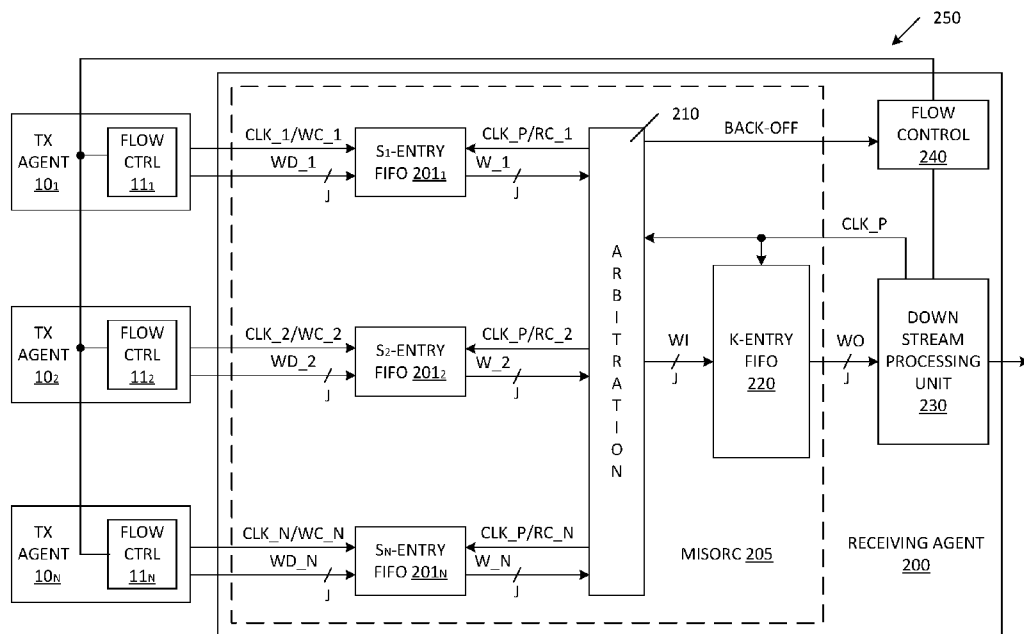 250
TX
AGENT
10₁
FLOW
CTRL
11₁
CLK_1/WC_1
WD_1
J
S₁-ENTRY
FIFO 201₁
CLK_P/RC_1
W_1
J
210
BACK-OFF
FLOW
CONTROL
240
CLK_P
TX
AGENT
10₂
FLOW
CTRL
11₂
CLK_2/WC_2
WD_2
J
S₂-ENTRY
FIFO 201₂
CLK_P/RC_2
W_2
J
ARBITRATION
WI
J
K-ENTRY
FIFO
220
WO
J
DOWN
STREAM
PROCESSING
UNIT
230
TX
AGENT
10N
FLOW
CTRL
11N
CLK_N/WC_N
WD_N
J
SN-ENTRY
FIFO 201N
CLK_P/RC_N
W_N
J
MISORC 205
RECEIVING AGENT
200